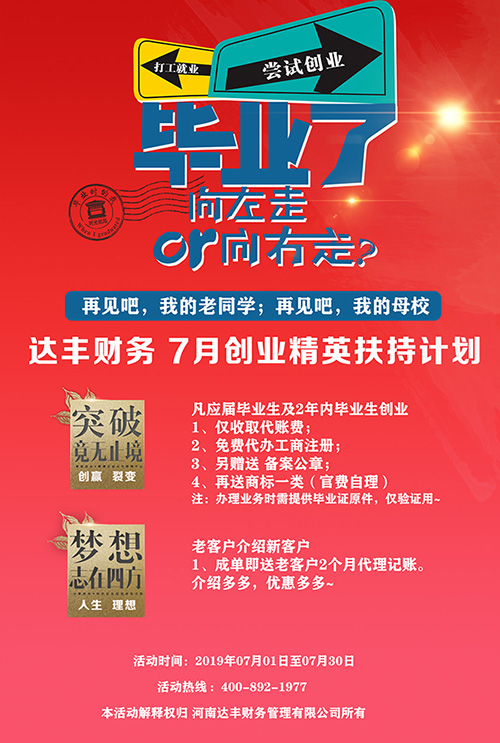 打工就业
尝试创业
毕业了
向左走
or向右走?
毕业时的我
When I graduated
再见吧，我的老同学；再见吧，我的母校
达丰财务 7月创业精英扶持计划
突破
竟无止境
创赢 裂变
凡应届毕业生及2年内毕业生创业
1、仅收取代账费；
2、免费代办工商注册；
3、另赠送 备案公章；
4、再送商标一类（官费自理）
注：办理业务时需提供毕业证原件，仅验证用~
梦想
志在四方
人生 理想
老客户介绍新客户
1、成单即送老客户2个月代理记账。
介绍多多，优惠多多~
活动时间：2019年07月01日至07月30日
活动热线：400-892-1977
本活动解释权归 河南达丰财务管理有限公司所有